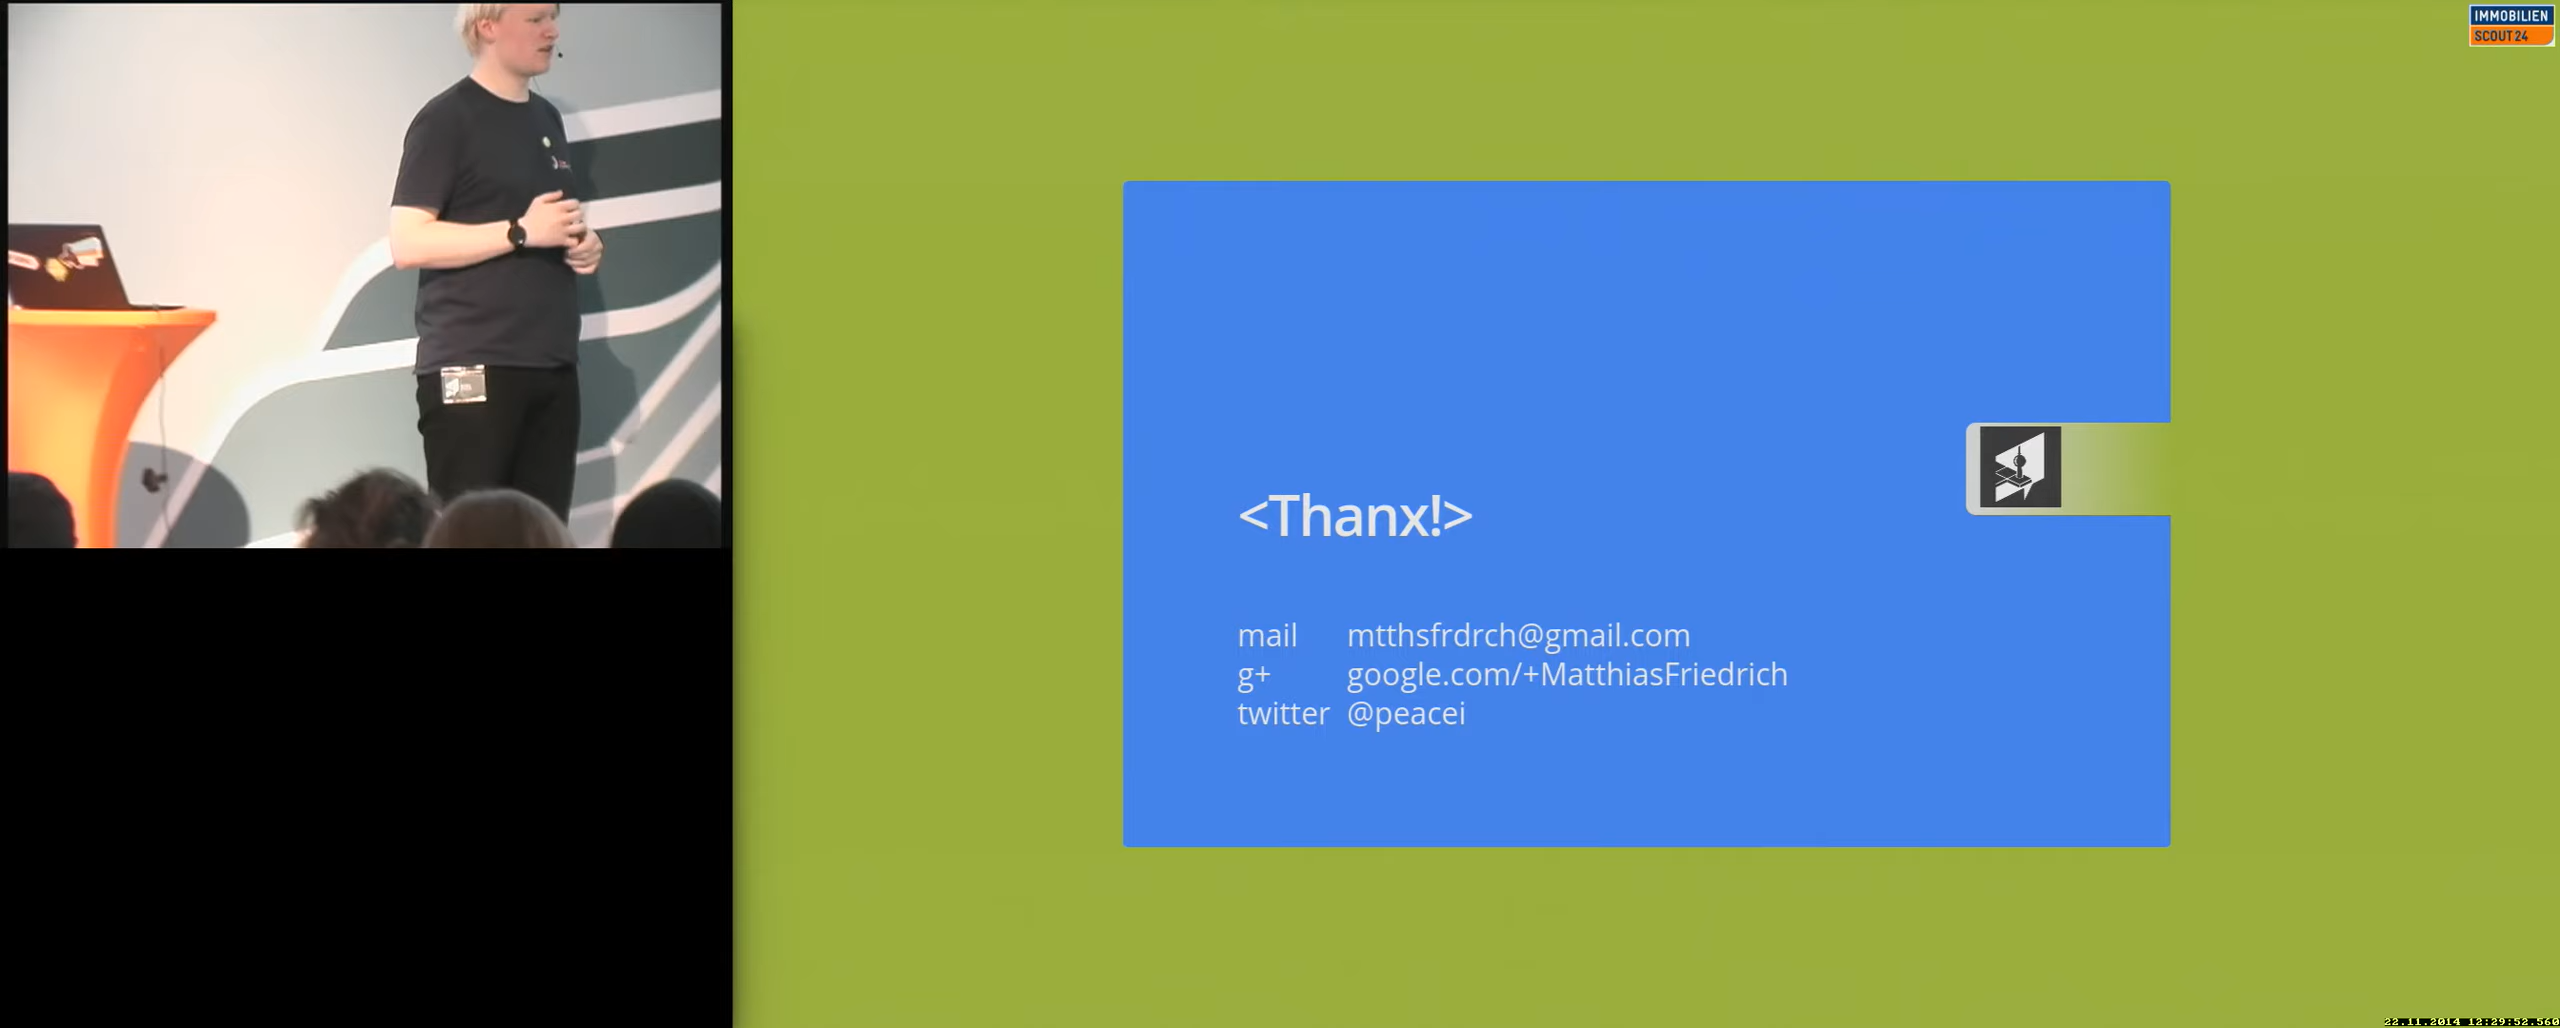 IMMOBILIEN
SCOUT24
<Thanx!>
mail mtthsfrdrch@gmail.com
g+ google.com/+MatthiasFriedrich
twitter @peacei
22.11.2014 12:29:52.560